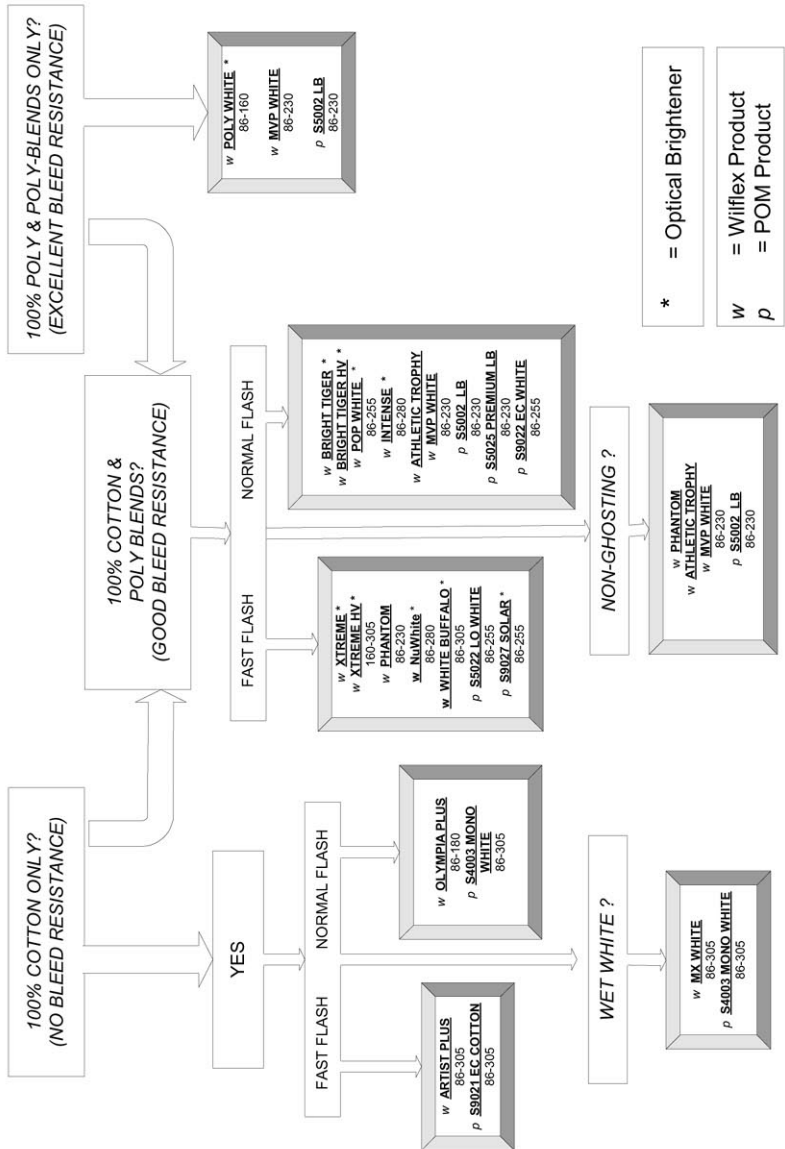 100% COTTON ONLY?
(NO BLEED RESISTANCE)
100% COTTON &
POLY BLENDS?
(GOOD BLEED RESISTANCE)
100% POLY & POLY-BLENDS ONLY?
(EXCELLENT BLEED RESISTANCE)
YES
FAST FLASH
NORMAL FLASH
w ARTIST PLUS
86-305
p S9021 EC COTTON
86-305
w OLYMPIA PLUS
86-180
p S4003 MONO
WHITE
86-305
WET WHITE ?
w MX WHITE
86-305
p S4003 MONO WHITE
86-305
FAST FLASH
NORMAL FLASH
w XTREME *
w XTREME HV *
160-305
w PHANTOM
86-230
w NuWhite *
86-280
w WHITE BUFFALO *
86-305
p S5022 LO WHITE
86-255
p S9027 SOLAR *
86-255
w BRIGHT TIGER *
w BRIGHT TIGER HV *
w POP WHITE *
86-255
w INTENSE *
86-280
w ATHLETIC TROPHY
w MVP WHITE
86-230
p S5002 LB
86-230
p S5025 PREMIUM LB
86-230
p S9022 EC WHITE
86-255
NON-GHOSTING ?
w PHANTOM
w ATHLETIC TROPHY
w MVP WHITE
86-230
p S5002 LB
86-230
w POLY WHITE *
86-160
w MVP WHITE
86-230
p S5002 LB
86-230
* = Optical Brightener
w = Wilflex Product
p = POM Product